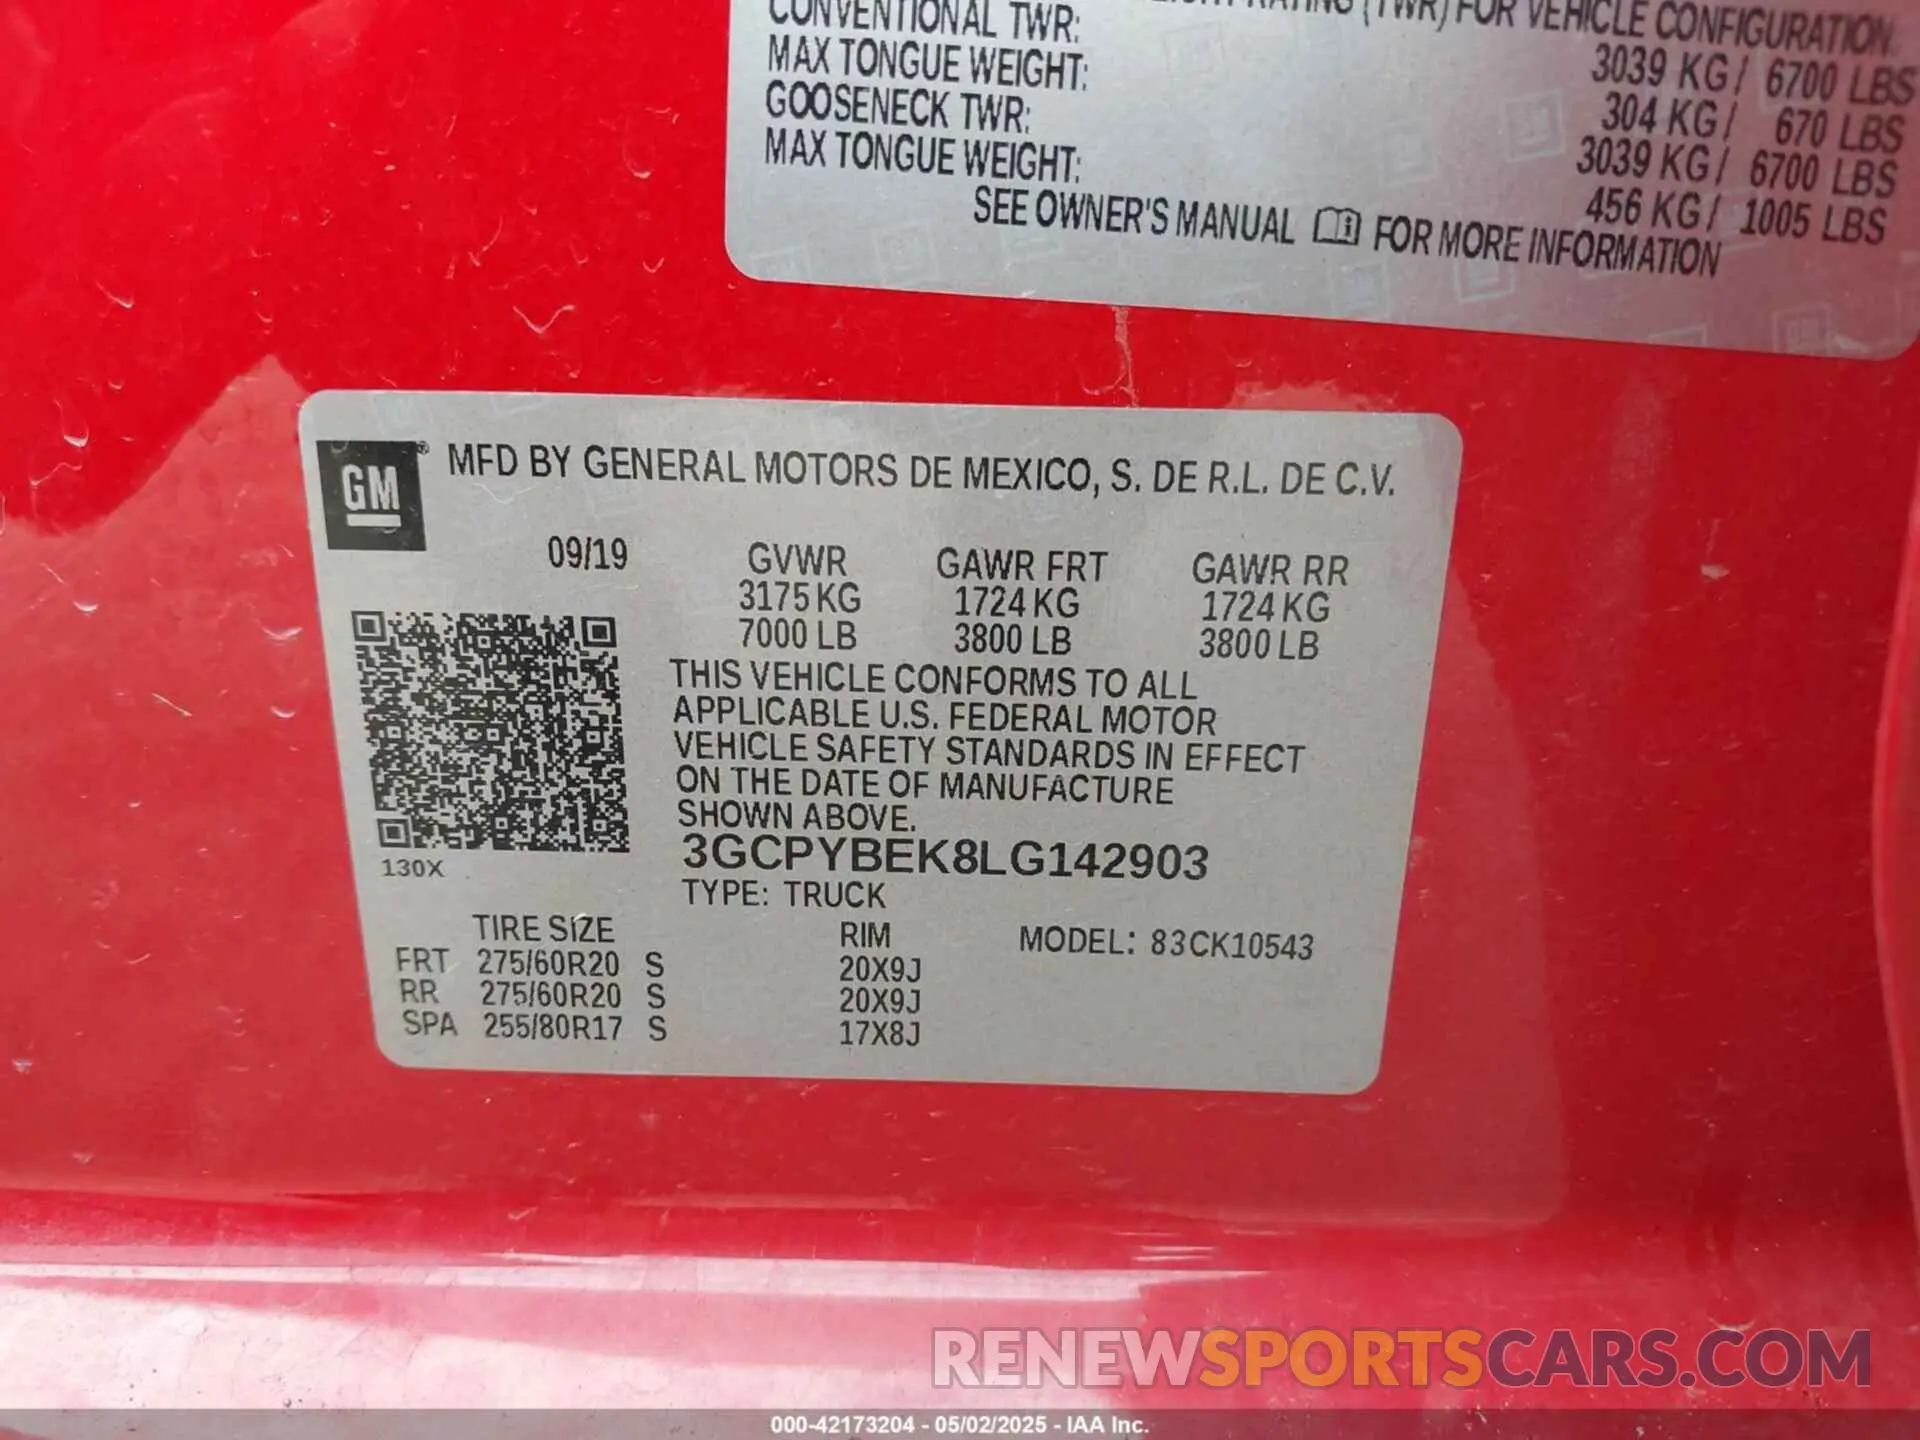 RATING (TWR) FOR VEHICLE CONFIGURATION.
CONVENTIONAL TWR: 3039 KG/ 6700 LBS
MAX TONGUE WEIGHT: 304 KG/ 670 LBS
GOOSENECK TWR: 3039 KG/ 6700 LBS
MAX TONGUE WEIGHT: 456 KG/ 1005 LBS
SEE OWNER'S MANUAL FOR MORE INFORMATION
GM® MFD BY GENERAL MOTORS DE MEXICO, S. DE R.L. DE C.V.
09/19 GVWR GAWR FRT GAWR RR
3175 KG 1724 KG 1724 KG
7000 LB 3800 LB 3800 LB
THIS VEHICLE CONFORMS TO ALL
APPLICABLE U.S. FEDERAL MOTOR
VEHICLE SAFETY STANDARDS IN EFFECT
ON THE DATE OF MANUFACTURE
SHOWN ABOVE.
3GCPYBEK8LG142903
130X
TYPE: TRUCK
TIRE SIZE RIM MODEL: 83CK10543
FRT 275/60R20 S 20X9J
RR 275/60R20 S 20X9J
SPA 255/80R17 S 17X8J
RENEWSPORTSCARS.COM
000-42173204 - 05/02/2025 - IAA Inc.